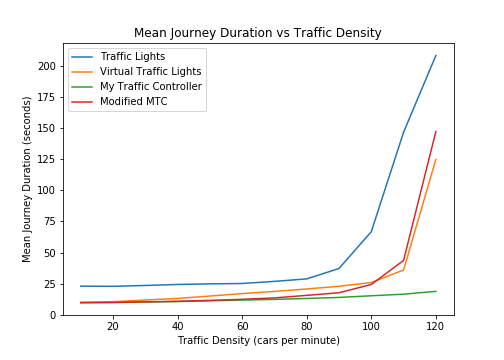 Mean Journey Duration vs Traffic Density
Mean Journey Duration (seconds)
200
175
150
125
100
75
50
25
0
Traffic Lights
Virtual Traffic Lights
My Traffic Controller
Modified MTC
20 40 60 80 100 120
Traffic Density (cars per minute)